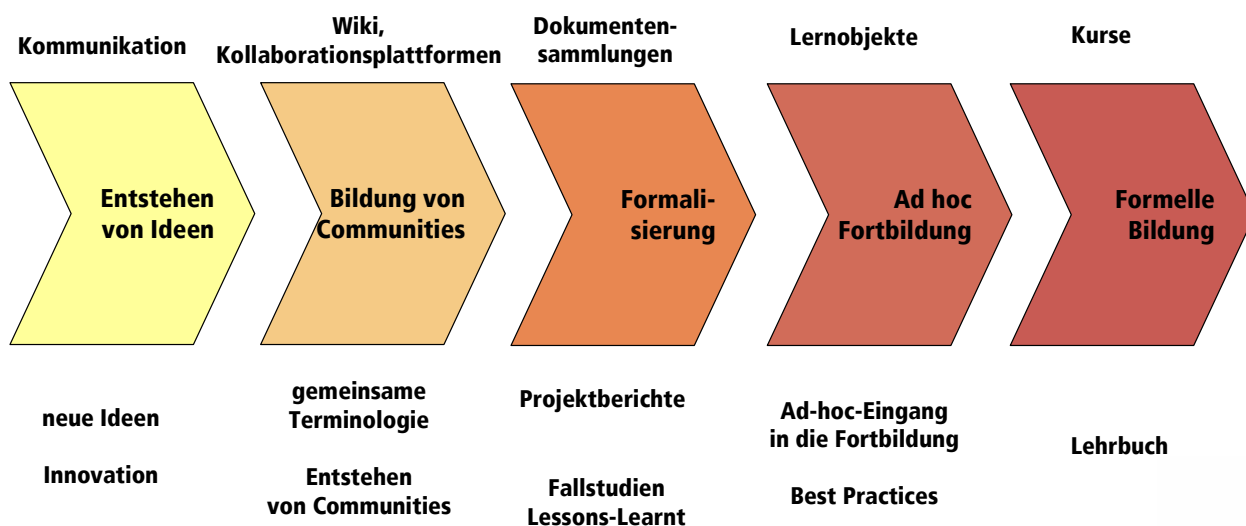 Kommunikation
Wiki,
Kollaborationsplattformen
Dokumenten-
sammlungen
Lernobjekte
Kurse
Entstehen
von Ideen
Bildung von
Communities
Formali-
sierung
Ad hoc
Fortbildung
Formelle
Bildung
neue Ideen
Innovation
gemeinsame
Terminologie
Entstehen
von Communities
Projektberichte
Fallstudien
Lessons-Learnt
Ad-hoc-Eingang
in die Fortbildung
Best Practices
Lehrbuch